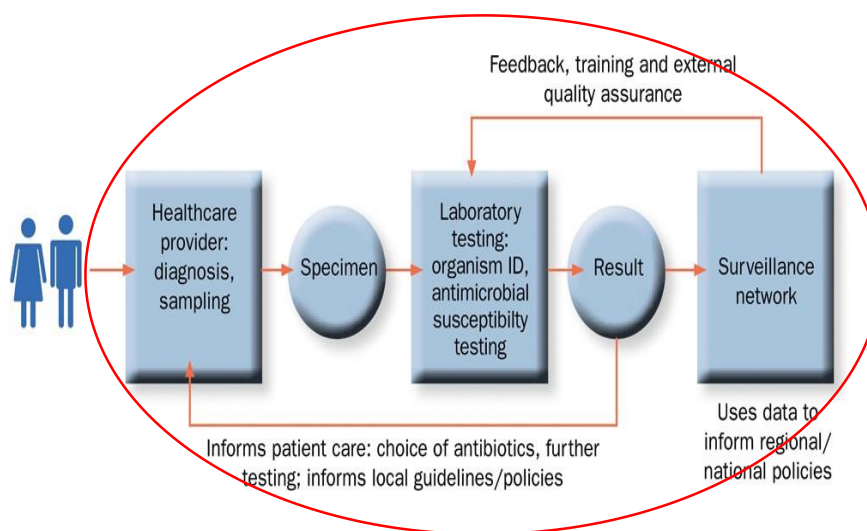 Feedback, training and external
quality assurance
Healthcare
provider:
diagnosis,
sampling
Specimen
Laboratory
testing:
organism ID,
antimicrobial
susceptibilty
testing
Result
Surveillance
network
Informs patient care: choice of antibiotics, further
testing; informs local guidelines/policies
Uses data to
inform regional/
national policies